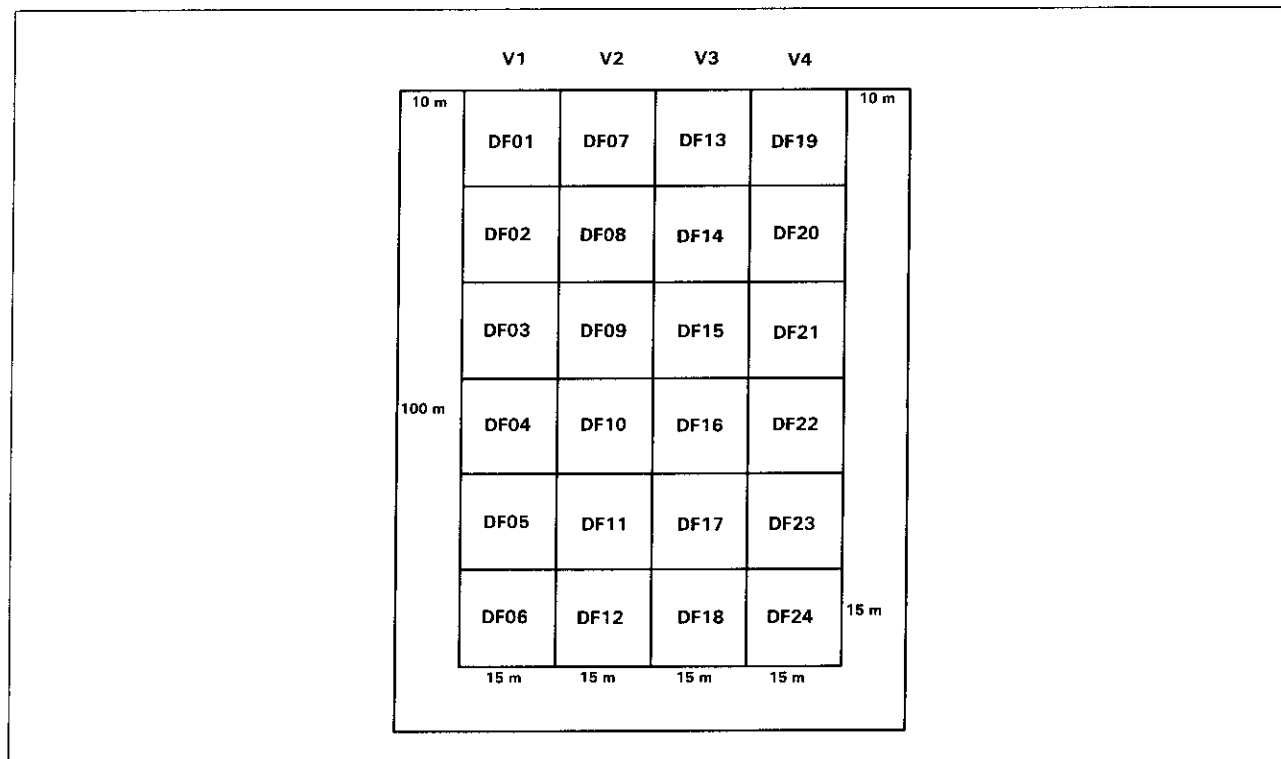 V1 V2 V3 V4
10 m 10 m
DF01 DF07 DF13 DF19
DF02 DF08 DF14 DF20
DF03 DF09 DF15 DF21
100 m
DF04 DF10 DF16 DF22
DF05 DF11 DF17 DF23
DF06 DF12 DF18 DF24
15 m
15 m 15 m 15 m 15 m